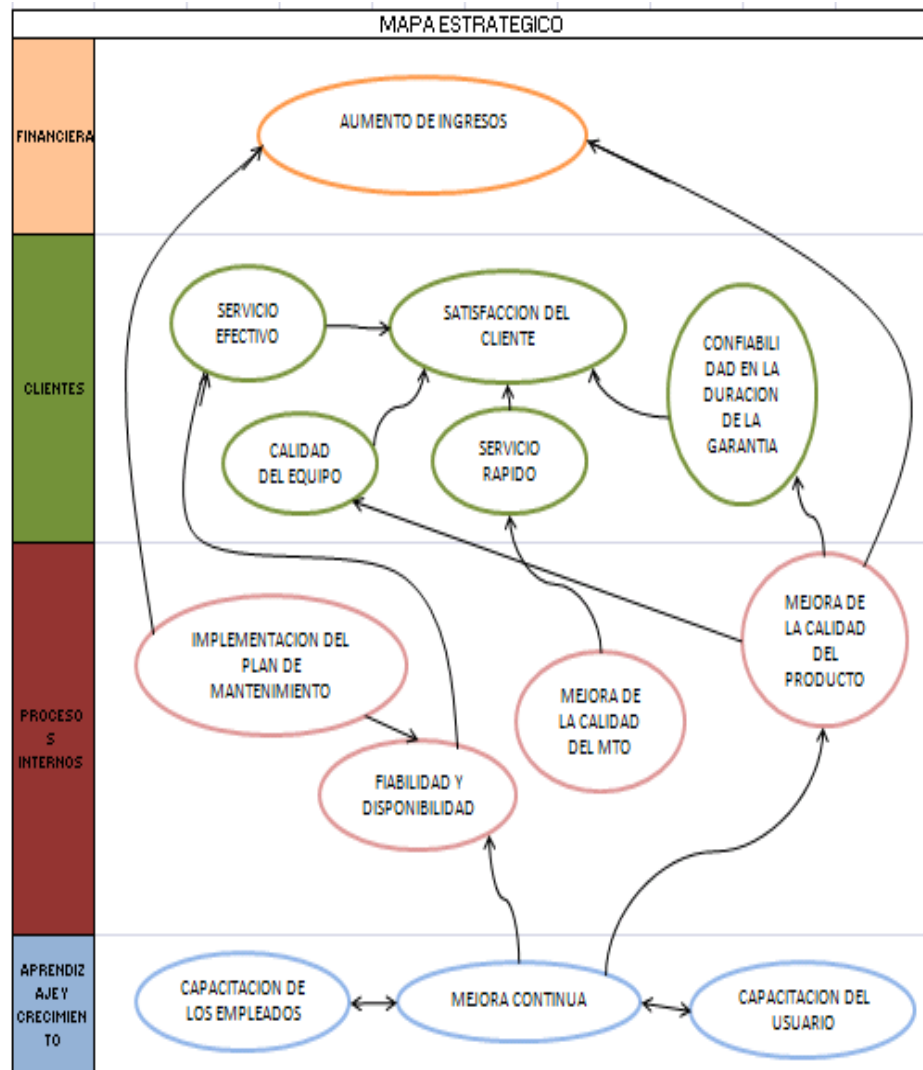 MAPA ESTRATEGICO
FINANCIERA
AUMENTO DE INGRESOS
CLIENTES
SERVICIO
EFECTIVO
SATISFACCION DEL
CLIENTE
CONFIABILI
DAD EN LA
DURACION
DE LA
GARANTIA
CALIDAD
DEL EQUIPO
SERVICIO
RAPIDO
PROCESO
S
INTERNOS
IMPLEMENTACION DEL
PLAN DE
MANTENIMIENTO
MEJORA DE
LA CALIDAD
DEL MTO
MEJORA DE
LA CALIDAD
DEL
PRODUCTO
FIABILIDAD Y
DISPONIBILIDAD
APRENDIZ
AJE Y
CRECIMIEN
TO
CAPACITACION DE
LOS EMPLEADOS
MEJORA CONTINUA
CAPACITACION DEL
USUARIO